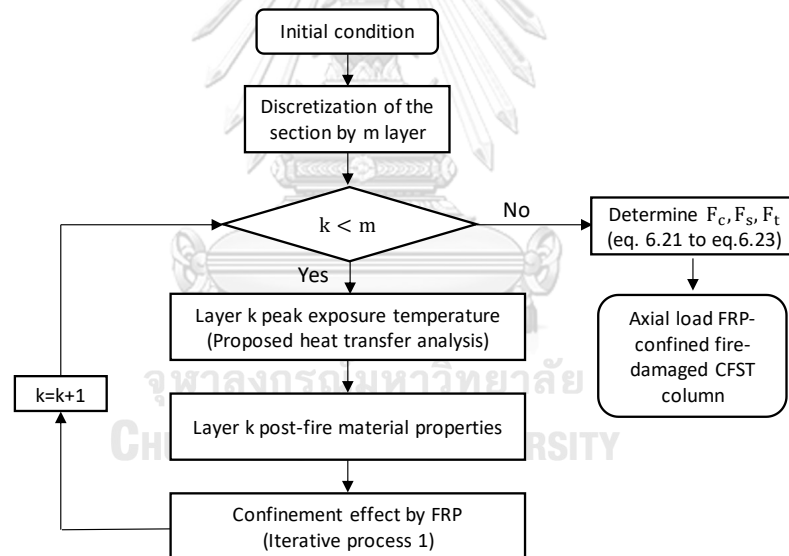 Initial condition
Discretization of the
section by m layer
k < m
No
Determine F_c, F_s, F_t
(eq. 6.21 to eq.6.23)
Yes
Layer k peak exposure temperature
(Proposed heat transfer analysis)
Axial load FRP-
confined fire-
damaged CFST
column
k=k+1
จุฬาลงกรณ์มหาวิทยาลัย
Layer k post-fire material properties
Confinement effect by FRP
(Iterative process 1)